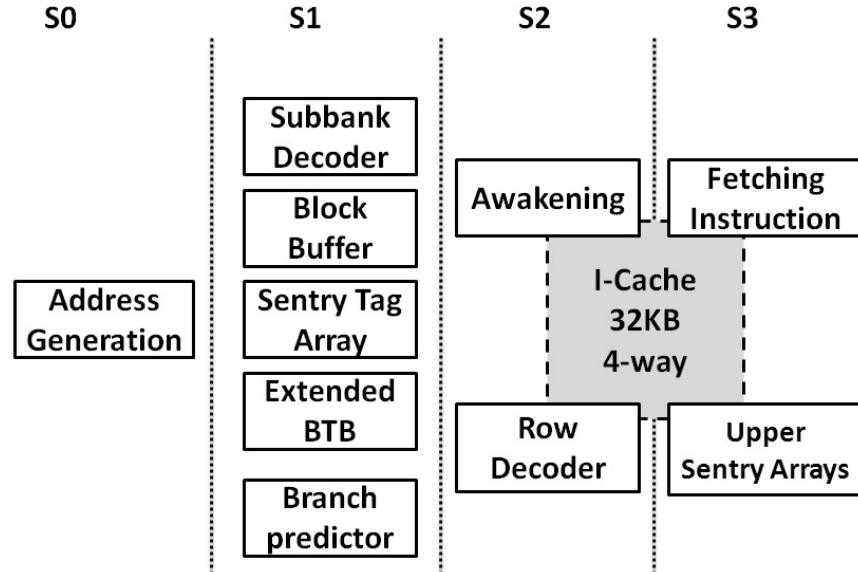 S0
S1
S2
S3
Address
Generation
Subbank
Decoder
Block
Buffer
Sentry Tag
Array
Extended
BTB
Branch
predictor
Awakening
Fetching
Instruction
I-Cache
32KB
4-way
Row
Decoder
Upper
Sentry Arrays